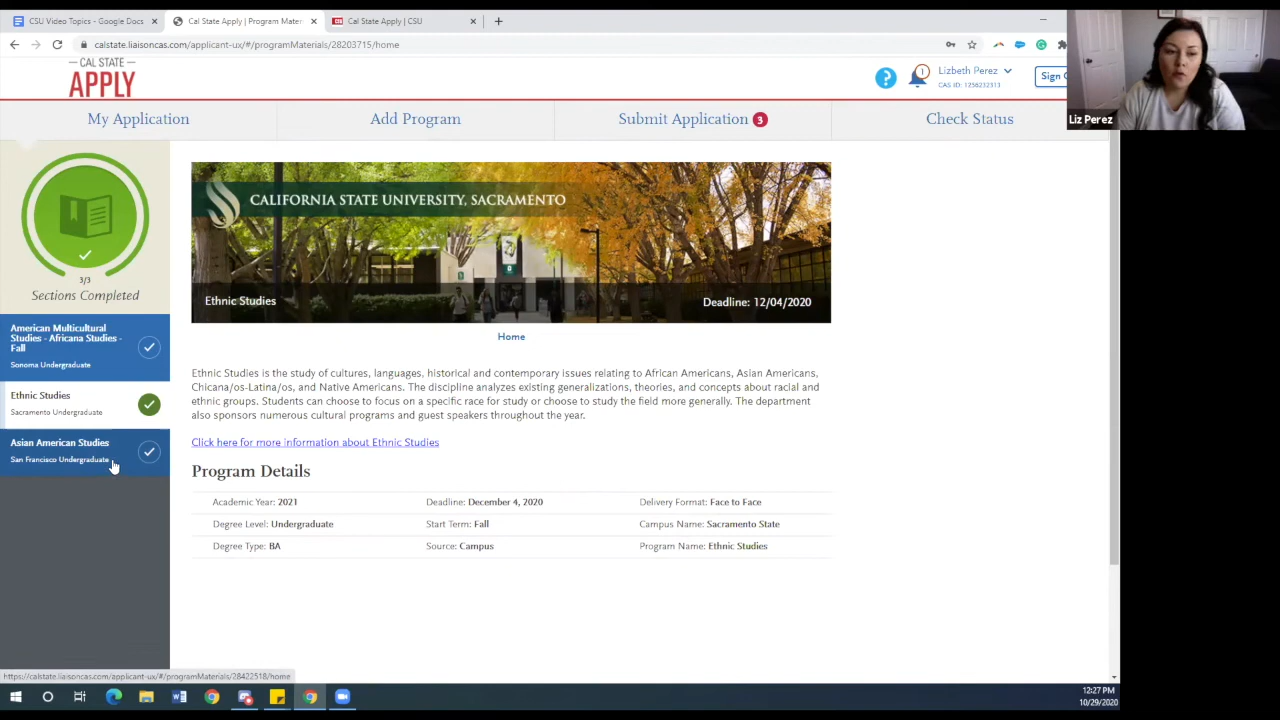 CSU Video Topics - Google Docs
Cal State Apply | Program Mater
Cal State Apply | CSU
calstate.liaisoncas.com/applicant-ux/#/programMaterials/28203715/home
CAL STATE
APPLY
?
1
Lizbeth Perez
CAS ID: 1256232313
Sign
Liz Perez
My Application
Add Program
Submit Application 3
Check Status
3/3
Sections Completed
American Multicultural
Studies - Africana Studies -
Fall
Sonoma Undergraduate
Ethnic Studies
Sacramento Undergraduate
Asian American Studies
San Francisco Undergraduate
CALIFORNIA STATE UNIVERSITY, SACRAMENTO
Ethnic Studies
Deadline: 12/04/2020
Home
Ethnic Studies is the study of cultures, languages, historical and contemporary issues relating to African Americans, Asian Americans,
Chicana/os-Latina/os, and Native Americans. The discipline analyzes existing generalizations, theories, and concepts about racial and
ethnic groups. Students can choose to focus on a specific race for study or choose to study the field more generally. The department
also sponsors numerous cultural programs and guest speakers throughout the year.
Click here for more information about Ethnic Studies
Program Details
Academic Year: 2021
Deadline: December 4, 2020
Delivery Format: Face to Face
Degree Level: Undergraduate
Start Term: Fall
Campus Name: Sacramento State
Degree Type: BA
Source: Campus
Program Name: Ethnic Studies
https://calstate.liaisoncas.com/applicant-ux/#/programMaterials/28422518/home
12:27 PM
10/29/2020